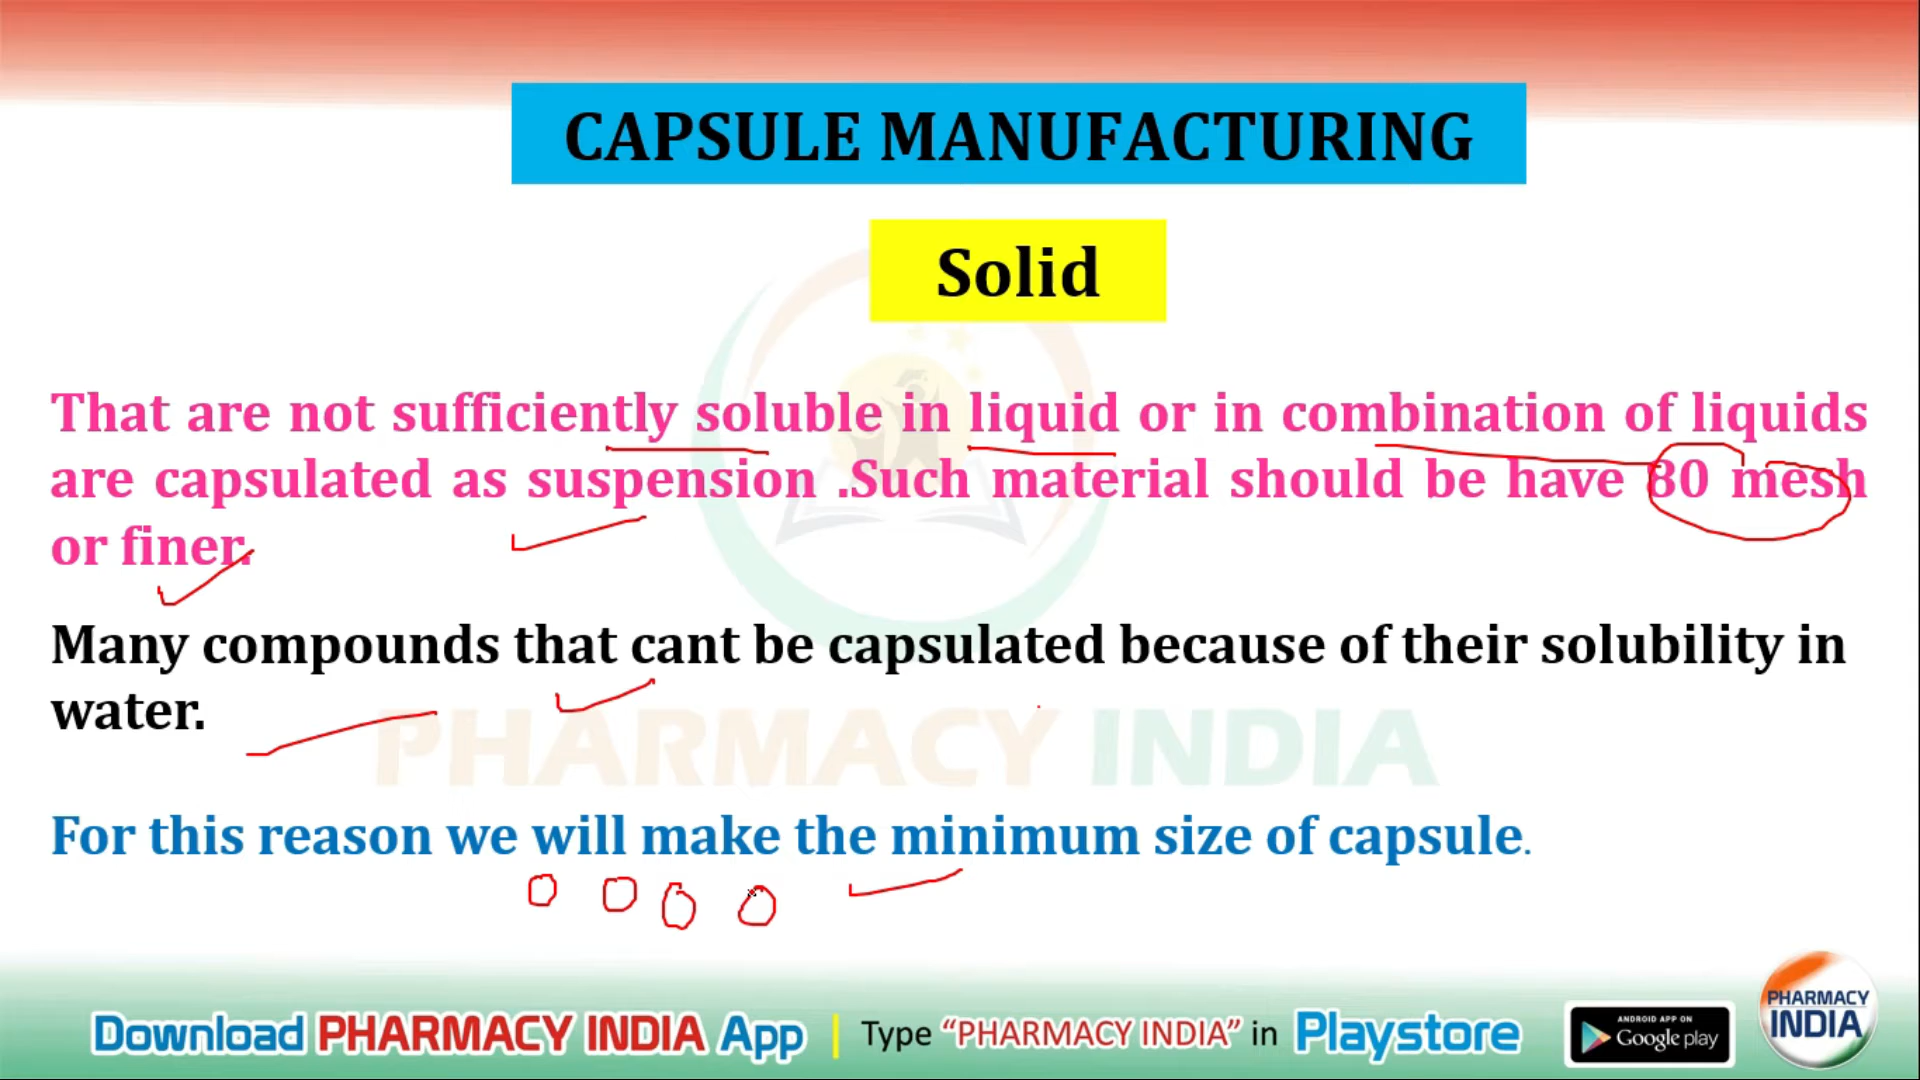 CAPSULE MANUFACTURING
Solid
That are not sufficiently soluble in liquid or in combination of liquids
are capsulated as suspension .Such material should be have 80 mesh
or finer.
Many compounds that cant be capsulated because of their solubility in
water.
PHARMACY INDIA
For this reason we will make the minimum size of capsule.
Download PHARMACY INDIA App | Type “PHARMACY INDIA” in Playstore
ANDROID APP ON
Google play
PHARMACY
INDIA